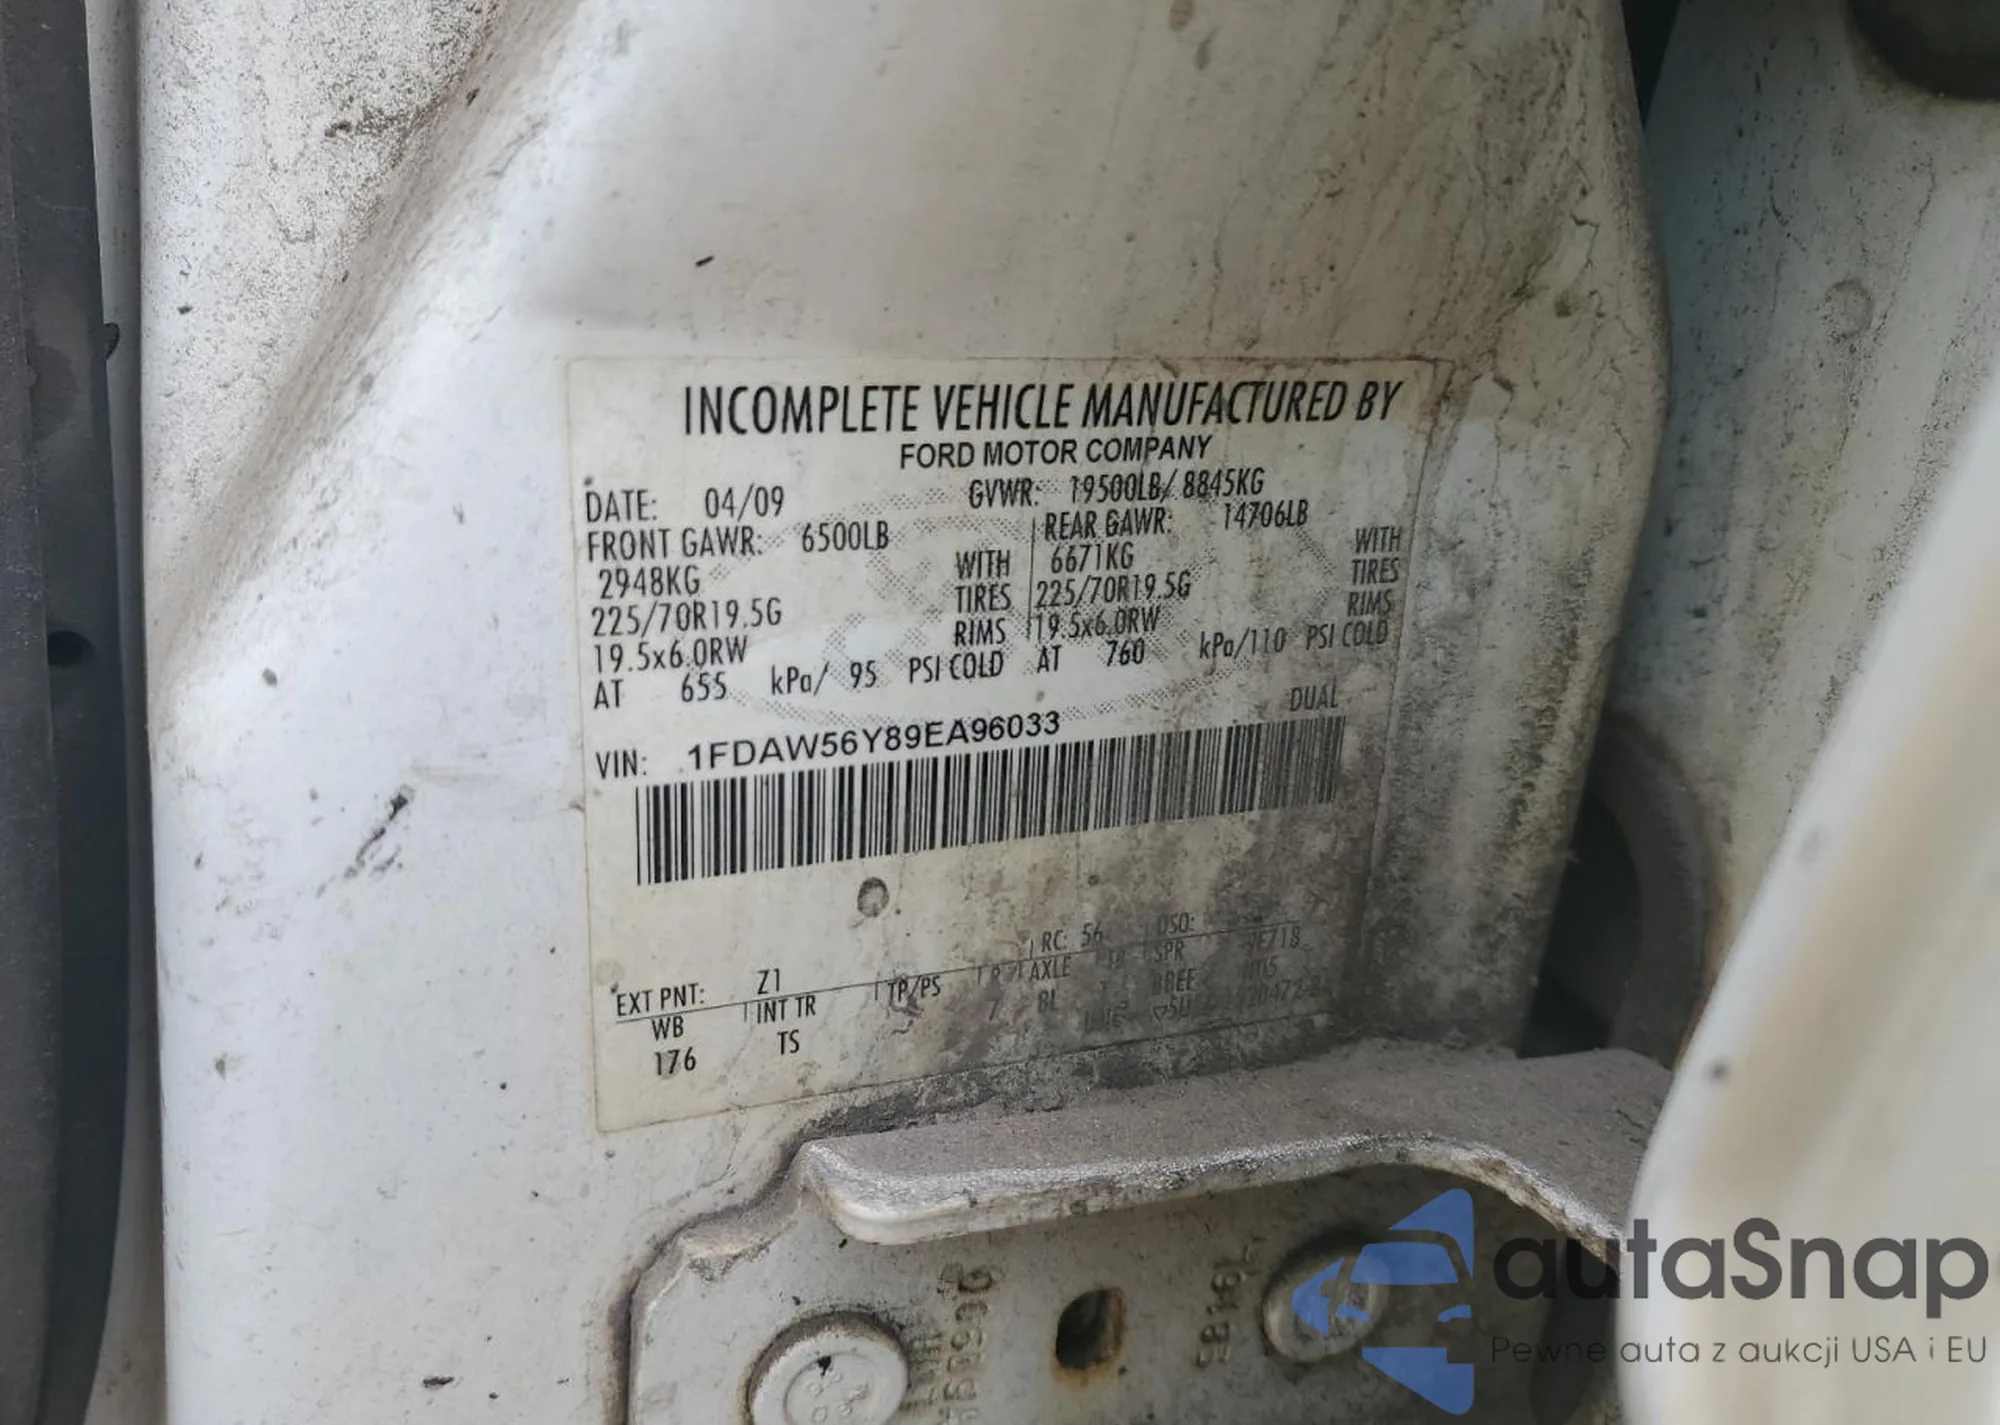 INCOMPLETE VEHICLE MANUFACTURED BY
FORD MOTOR COMPANY
DATE: 04/09 GVWR: 19500LB/ 8845KG
FRONT GAWR: 6500LB REAR GAWR: 14706LB
2948KG WITH 6671KG WITH
225/70R19.5G TIRES 225/70R19.5G TIRES
19.5x6.0RW RIMS 19.5x6.0RW RIMS
AT 655 kPa/ 95 PSI COLD AT 760 kPa/110 PSI COLD
DUAL
VIN: 1FDAW56Y89EA96033
EXT PNT: Z1 RC: 56 DSO:
WB INT TR TP/PS R AXLE SPR
176 TS 7 8L
autaSnap
Pewne auta z aukcji USA i EU